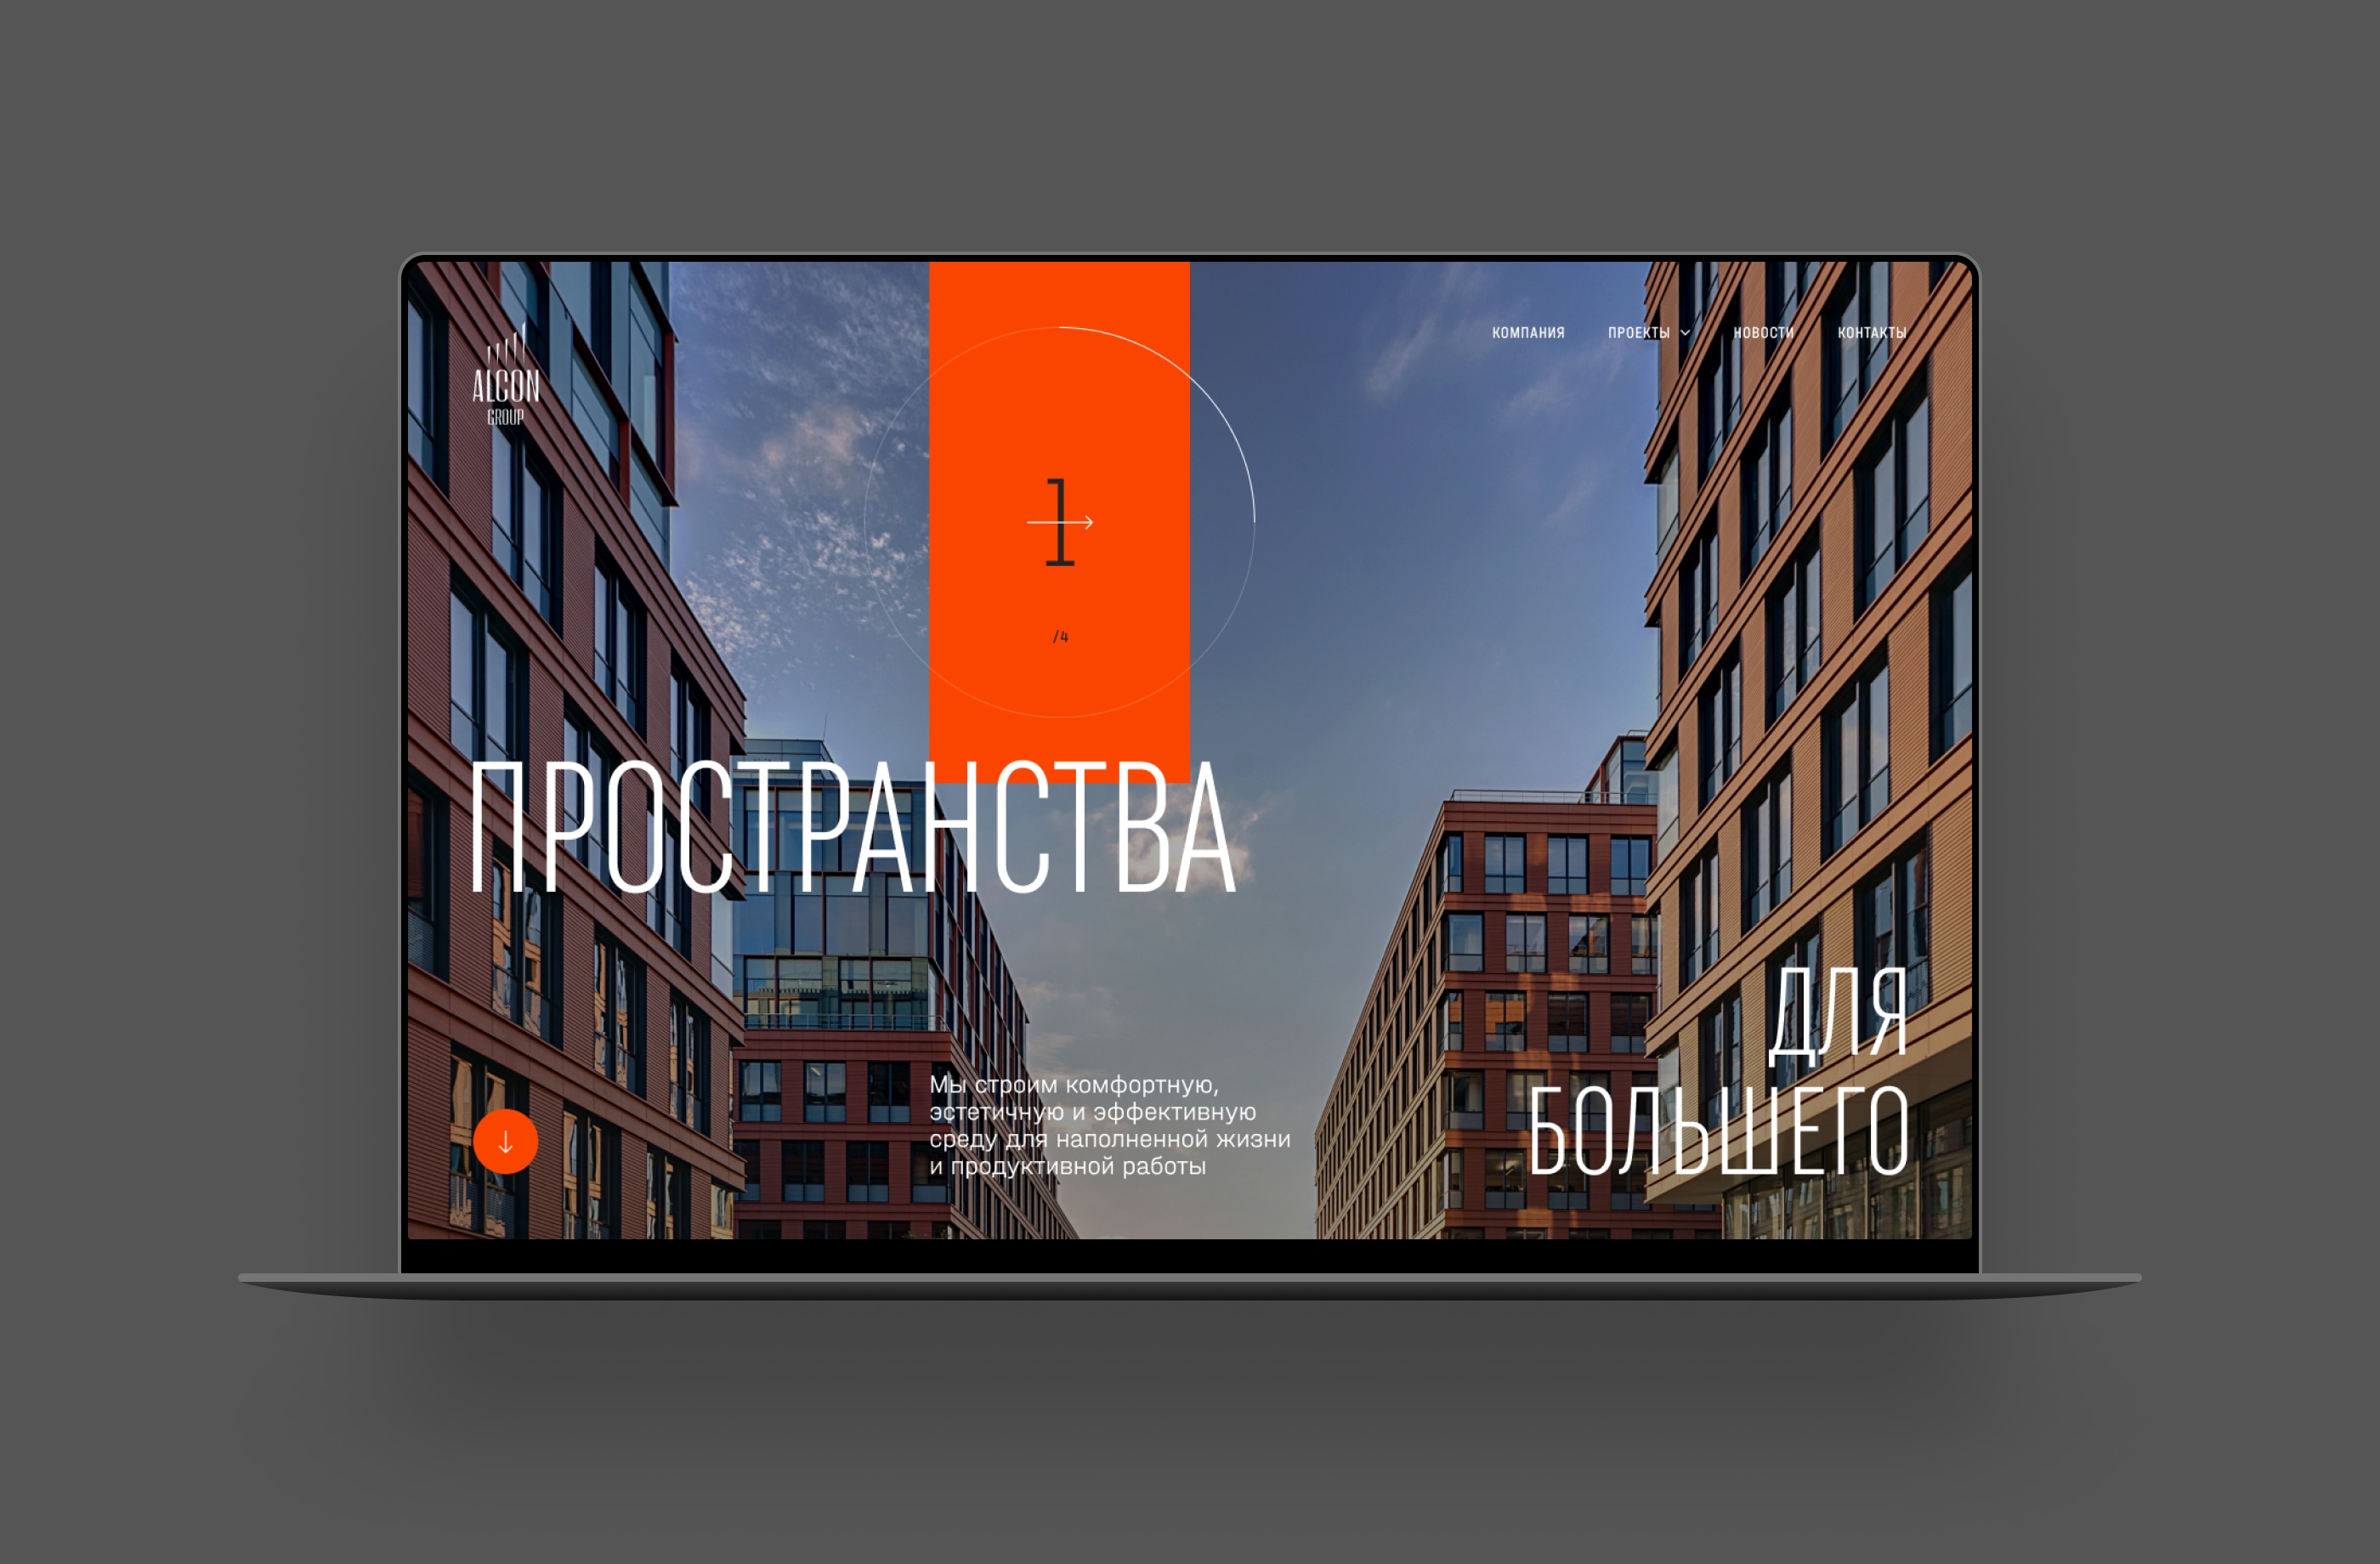 ALCON
GROUP
КОМПАНИЯ
ПРОЕКТЫ
НОВОСТИ
КОНТАКТЫ
1
/4
ПРОСТРАНСТВА
ДЛЯ
БОЛЬШЕГО
Мы строим комфортную,
эстетичную и эффективную
среду для наполненной жизни
и продуктивной работы